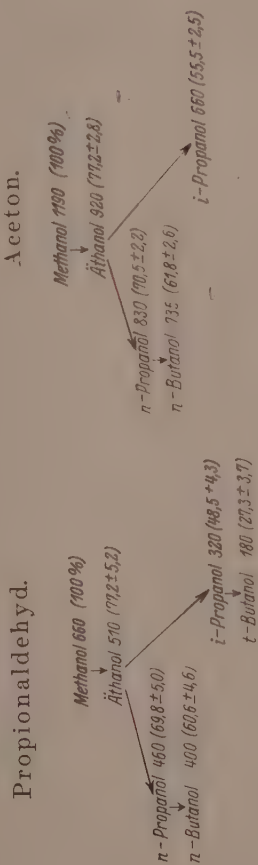 Propionaldehyd.
Methanol 660 (100%)
Äthanol 510 (77,2±5,2)
n-Propanol 460 (69,8±5,0)
n-Butanol 400 (60,6±4,6)
i-Propanol 320 (48,5+4,3)
t-Butanol 180 (27,3±3,7)
Aceton.
Methanol 1190 (100%)
Äthanol 920 (77,2±2,8)
n-Propanol 830 (70,5±2,2)
n-Butanol 735 (61,8±2,6)
i-Propanol 660 (55,5±2,5)